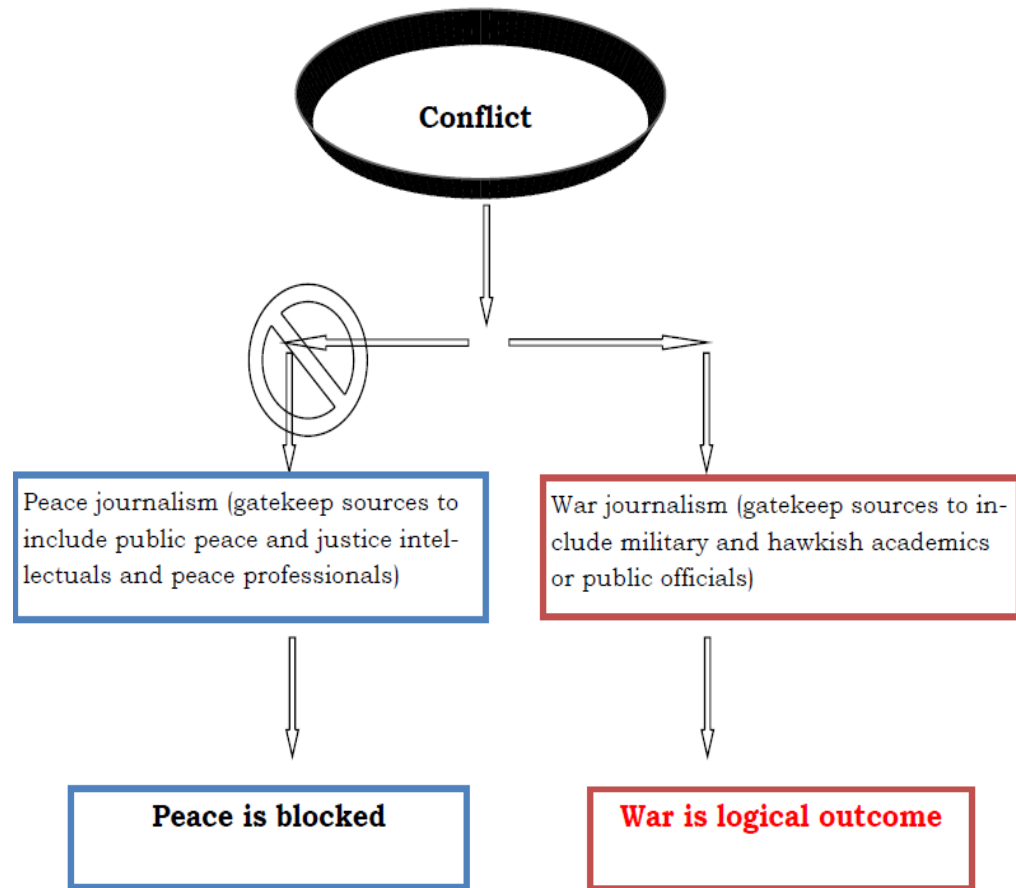 Conflict
Peace journalism (gatekeep sources to
include public peace and justice intel-
lectuals and peace professionals)
War journalism (gatekeep sources to in-
clude military and hawkish academics
or public officials)
Peace is blocked
War is logical outcome